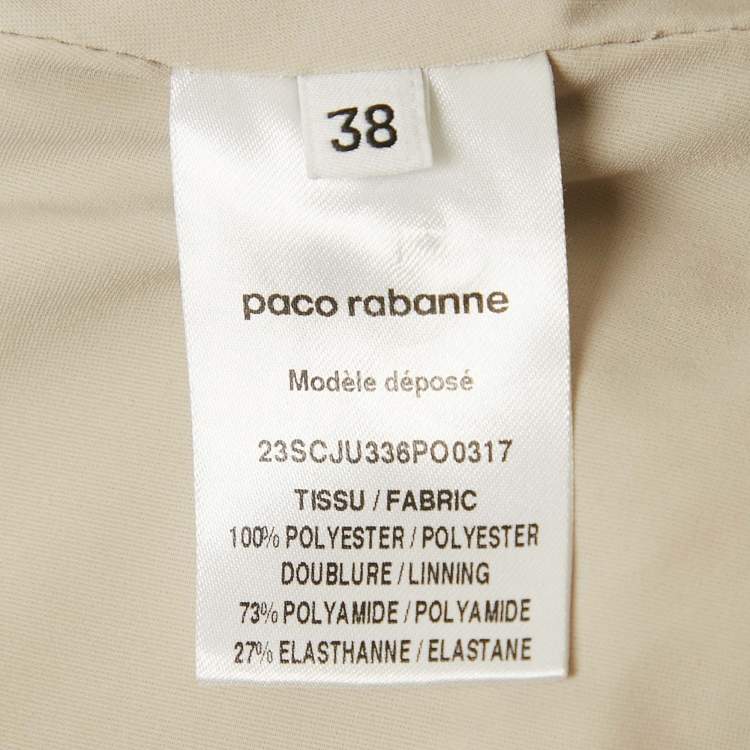 38
paco rabanne
Modèle déposé
23SCJU336PO0317
TISSU / FABRIC
100% POLYESTER / POLYESTER
DOUBLURE / LINNING
73% POLYAMIDE / POLYAMIDE
27% ELASTHANNE / ELASTANE